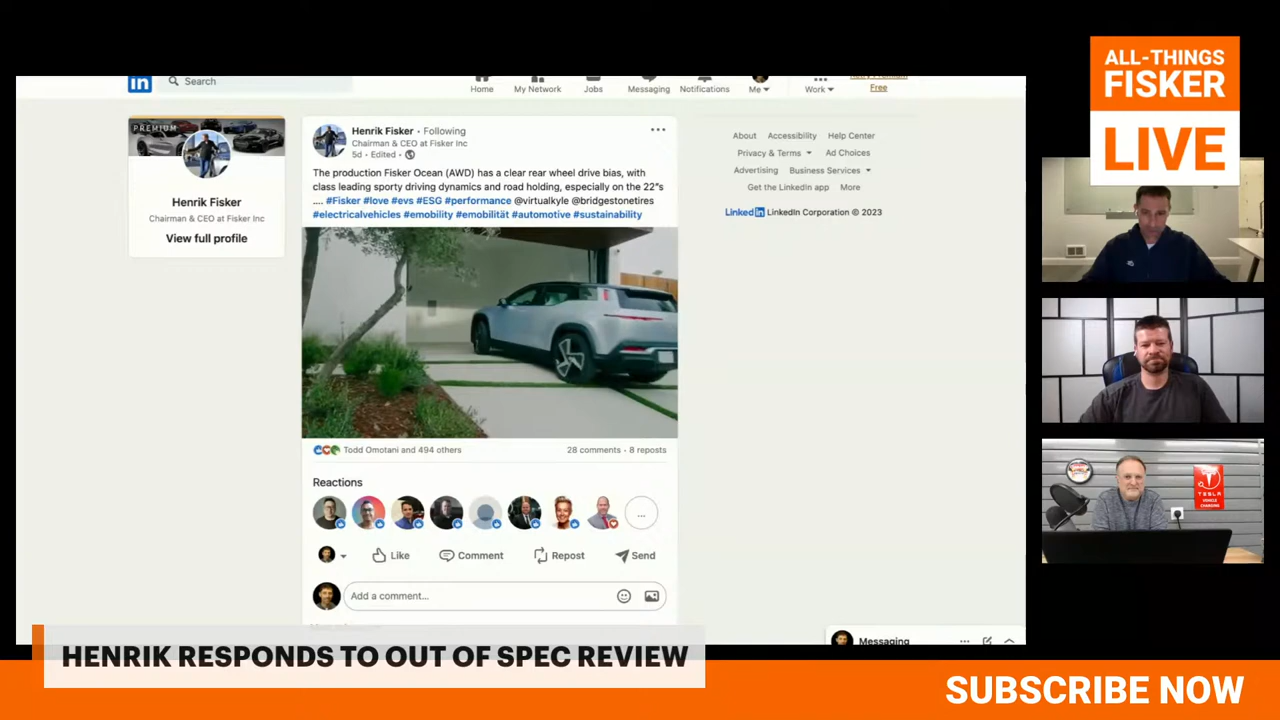 ALL-THINGS
FISKER
LIVE
in
Search
Home
My Network
Jobs
Messaging
Notifications
Me
Work
Free
PREMIUM
Henrik Fisker
Chairman & CEO at Fisker Inc
View full profile
Henrik Fisker • Following
Chairman & CEO at Fisker Inc
5d • Edited •
The production Fisker Ocean (AWD) has a clear rear wheel drive bias, with
class leading sporty driving dynamics and road holding, especially on the 22"s
.... #Fisker #love #evs #ESG #performance @virtualkyle @bridgestonetires
#electricalvehicles #emobility #emobilität #automotive #sustainability
Todd Omotani and 494 others
28 comments • 8 reposts
Reactions
...
Like
Comment
Repost
Send
Add a comment...
About Accessibility Help Center
Privacy & Terms Ad Choices
Advertising Business Services
Get the LinkedIn app More
LinkedIn LinkedIn Corporation © 2023
Messaging
TESLA
HENRIK RESPONDS TO OUT OF SPEC REVIEW
SUBSCRIBE NOW